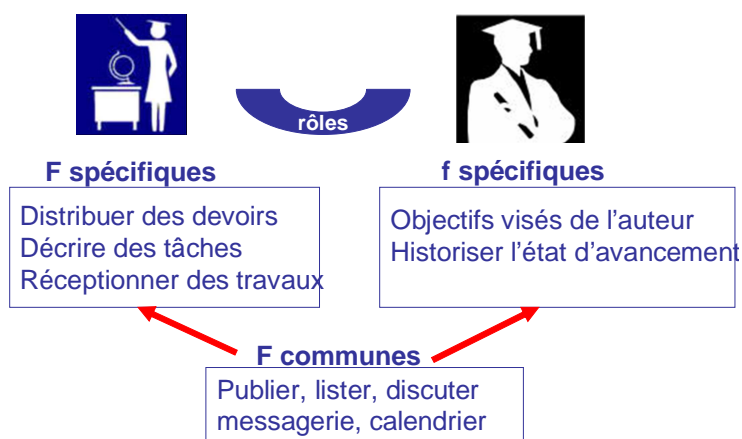 rôles
F spécifiques
Distribuer des devoirs
Décrire des tâches
Réceptionner des travaux
f spécifiques
Objectifs visés de l'auteur
Historiser l'état d'avancement
F communes
Publier, lister, discuter
messagerie, calendrier